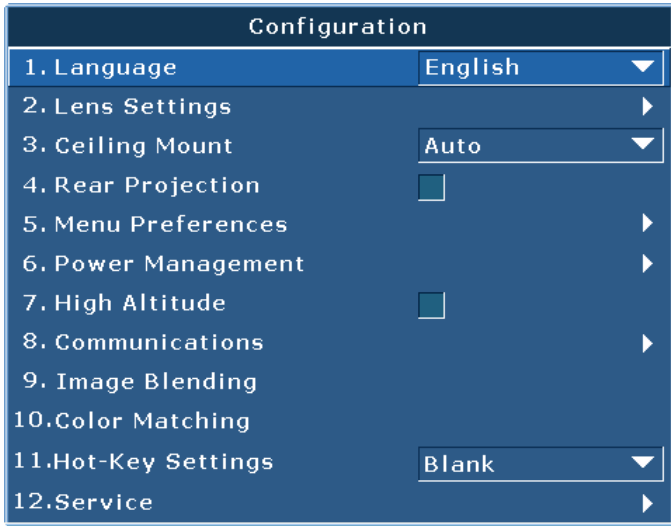 Configuration
1. Language English
2. Lens Settings
3. Ceiling Mount Auto
4. Rear Projection
5. Menu Preferences
6. Power Management
7. High Altitude
8. Communications
9. Image Blending
10.Color Matching
11.Hot-Key Settings Blank
12.Service